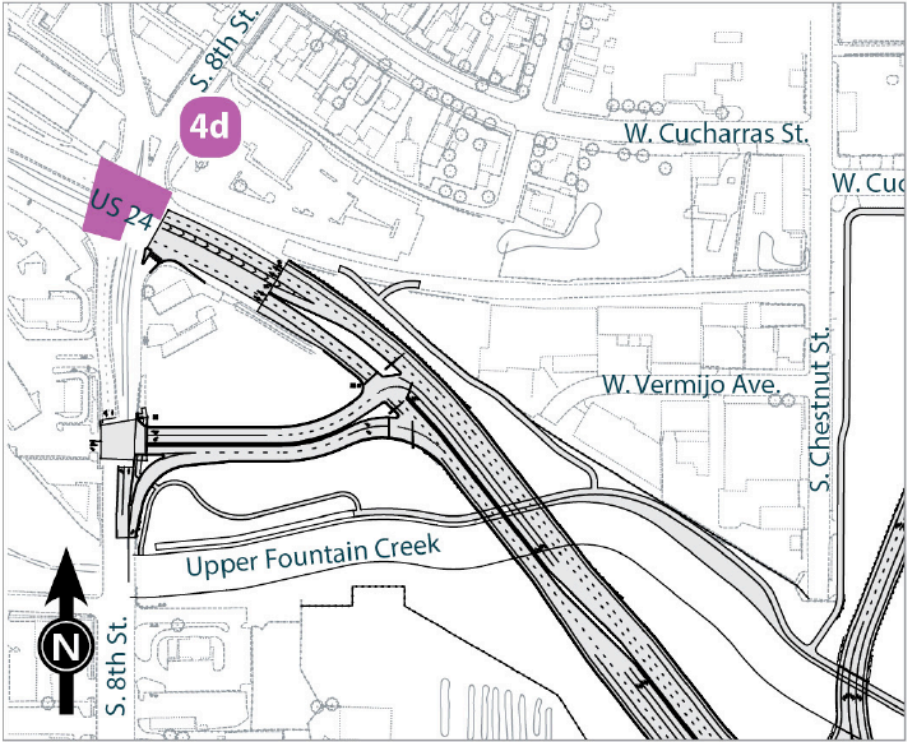 S. 8th St.
4d
W. Cucharras St.
W. Cuc
US 24
W. Vermijo Ave.
S. Chestnut St.
Upper Fountain Creek
N
S. 8th St.